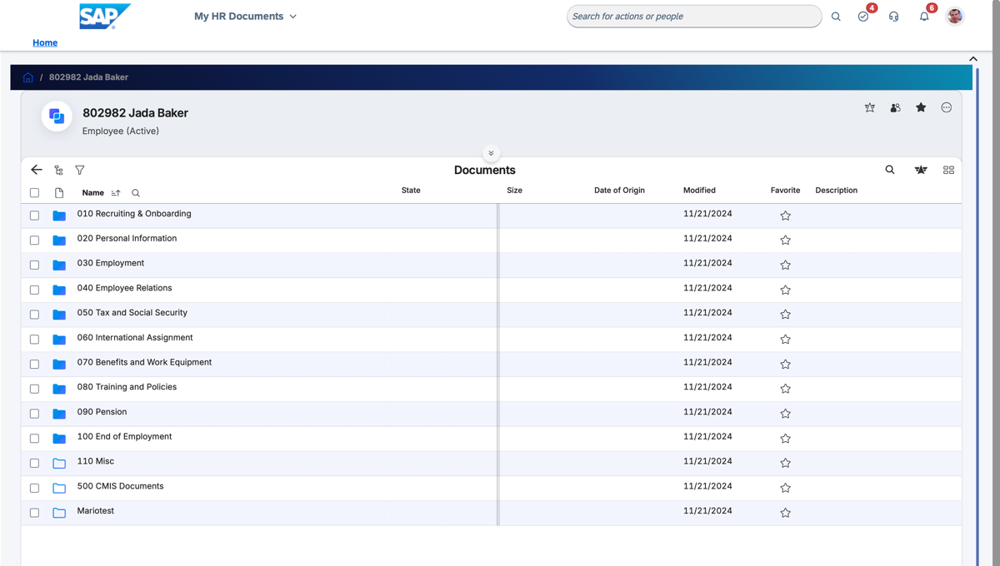 SAP
My HR Documents
Search for actions or people
4
6
Home
/ 802982 Jada Baker
802982 Jada Baker
Employee (Active)
Documents
Name State Size Date of Origin Modified Favorite Description
010 Recruiting & Onboarding 11/21/2024
020 Personal Information 11/21/2024
030 Employment 11/21/2024
040 Employee Relations 11/21/2024
050 Tax and Social Security 11/21/2024
060 International Assignment 11/21/2024
070 Benefits and Work Equipment 11/21/2024
080 Training and Policies 11/21/2024
090 Pension 11/21/2024
100 End of Employment 11/21/2024
110 Misc 11/21/2024
500 CMIS Documents 11/21/2024
Mariotest 11/21/2024